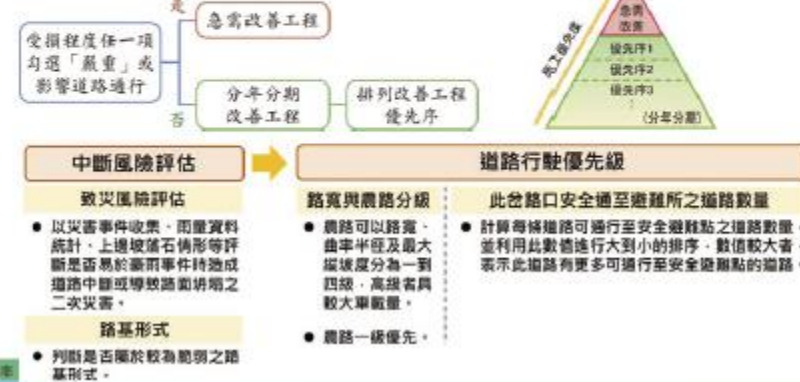 是
急需改善工程
受損程度任一項
勾選「嚴重」或
影響道路通行
否
分年分期
改善工程
排列改善工程
優先序
急需
改善
優先序1
優先序2
優先序3
(分年分期)
施工優先度
中斷風險評估
道路行駛優先級
致災風險評估
● 以災害事件收集、雨量資料
統計、上邊坡落石情形等評
斷是否易於豪雨事件時造成
道路中斷或導致路面坍塌之
二次災害。
路基形式
● 判斷是否屬於較為脆弱之路
基形式。
路寬與農路分級
● 農路可以路寬、
曲率半徑及最大
縱坡度分為一到
四級，高級者具
較大車載量。
● 農路一級優先。
此岔路口安全通至避難所之道路數量
● 計算每條道路可通行至安全避難點之道路數量，
並利用此數值進行大到小的排序，數值較大者，
表示此道路有更多可通行至安全避難點的道路。
率